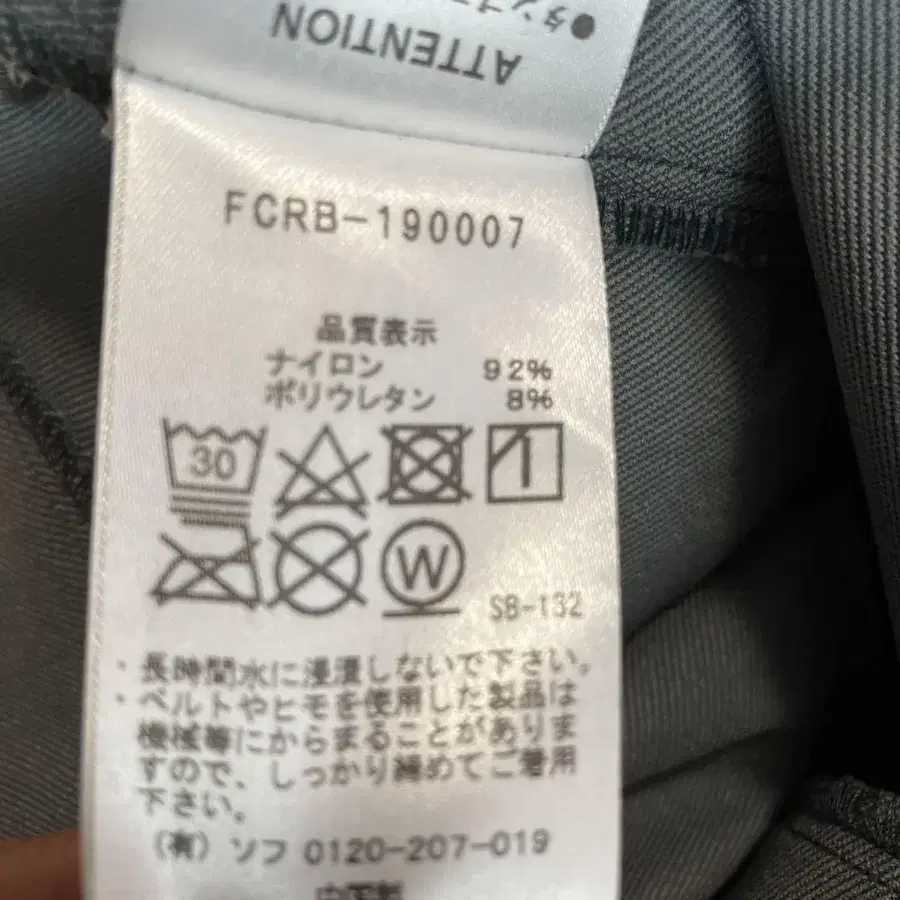 ATTENTION
FCRB-190007
品質表示
ナイロン 92%
ポリウレタン 8%
30
W
SB-132
・長時間水に浸漬しないで下さい。
・ベルトやヒモを使用した製品は
機械等にからまることがありま
すので、しっかり締めてご着用
下さい。
(有) ソフ 0120-207-019